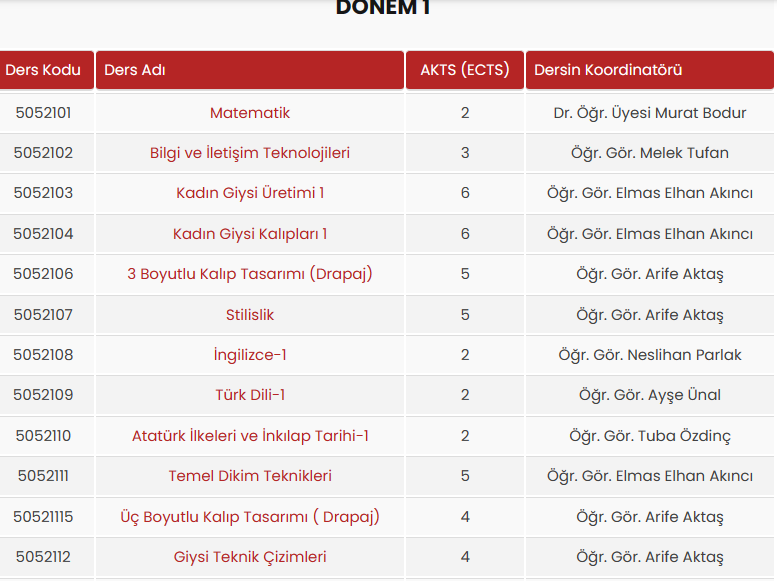 DÖNEM 1
Ders Kodu Ders Adı AKTS (ECTS) Dersin Koordinatörü
5052101 Matematik 2 Dr. Öğr. Üyesi Murat Bodur
5052102 Bilgi ve İletişim Teknolojileri 3 Öğr. Gör. Melek Tufan
5052103 Kadın Giysi Üretimi 1 6 Öğr. Gör. Elmas Elhan Akıncı
5052104 Kadın Giysi Kalıpları 1 6 Öğr. Gör. Elmas Elhan Akıncı
5052106 3 Boyutlu Kalıp Tasarımı (Drapaj) 5 Öğr. Gör. Arife Aktaş
5052107 Stilislik 5 Öğr. Gör. Arife Aktaş
5052108 İngilizce-1 2 Öğr. Gör. Neslihan Parlak
5052109 Türk Dili-1 2 Öğr. Gör. Ayşe Ünal
5052110 Atatürk İlkeleri ve İnkılap Tarihi-1 2 Öğr. Gör. Tuba Özdinç
5052111 Temel Dikim Teknikleri 5 Öğr. Gör. Elmas Elhan Akıncı
50521115 Üç Boyutlu Kalıp Tasarımı ( Drapaj) 4 Öğr. Gör. Arife Aktaş
5052112 Giysi Teknik Çizimleri 4 Öğr. Gör. Arife Aktaş